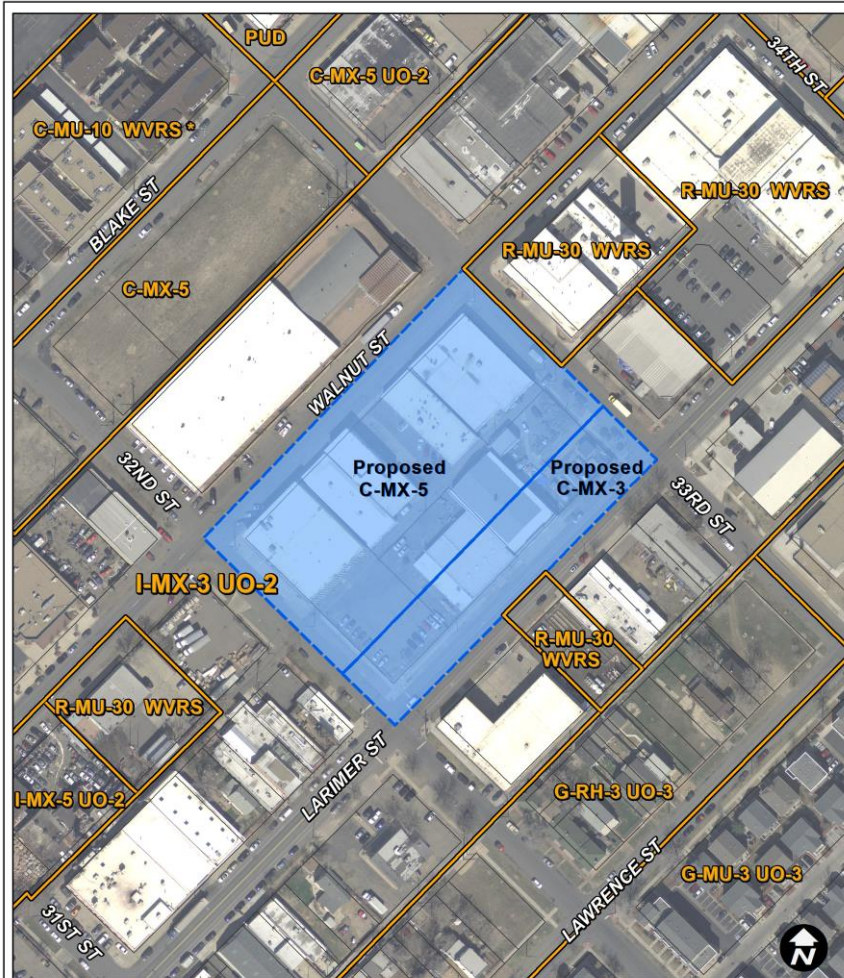 PUD
C-MX-5 UO-2
34TH ST
C-MU-10 WVRS *
R-MU-30 WVRS
BLAKE ST
R-MU-30 WVRS
C-MX-5
WALNUT ST
Proposed
C-MX-5
Proposed
C-MX-3
32ND ST
33RD ST
I-MX-3 UO-2
R-MU-30
WVRS
R-MU-30 WVRS
LARIMER ST
I-MX-5 UO-2
G-RH-3 UO-3
LAWRENCE ST
G-MU-3 UO-3
31ST ST
N